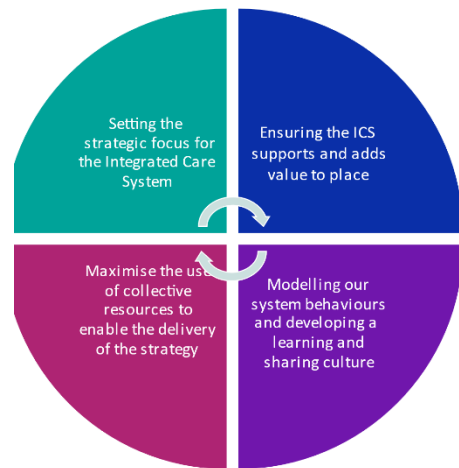 Setting the
strategic focus for
the Integrated Care
System
Ensuring the ICS
supports and adds
value to place
Maximise the use
of collective
resources to
enable the delivery
of the strategy
Modelling our
system behaviours
and developing a
learning and
sharing culture